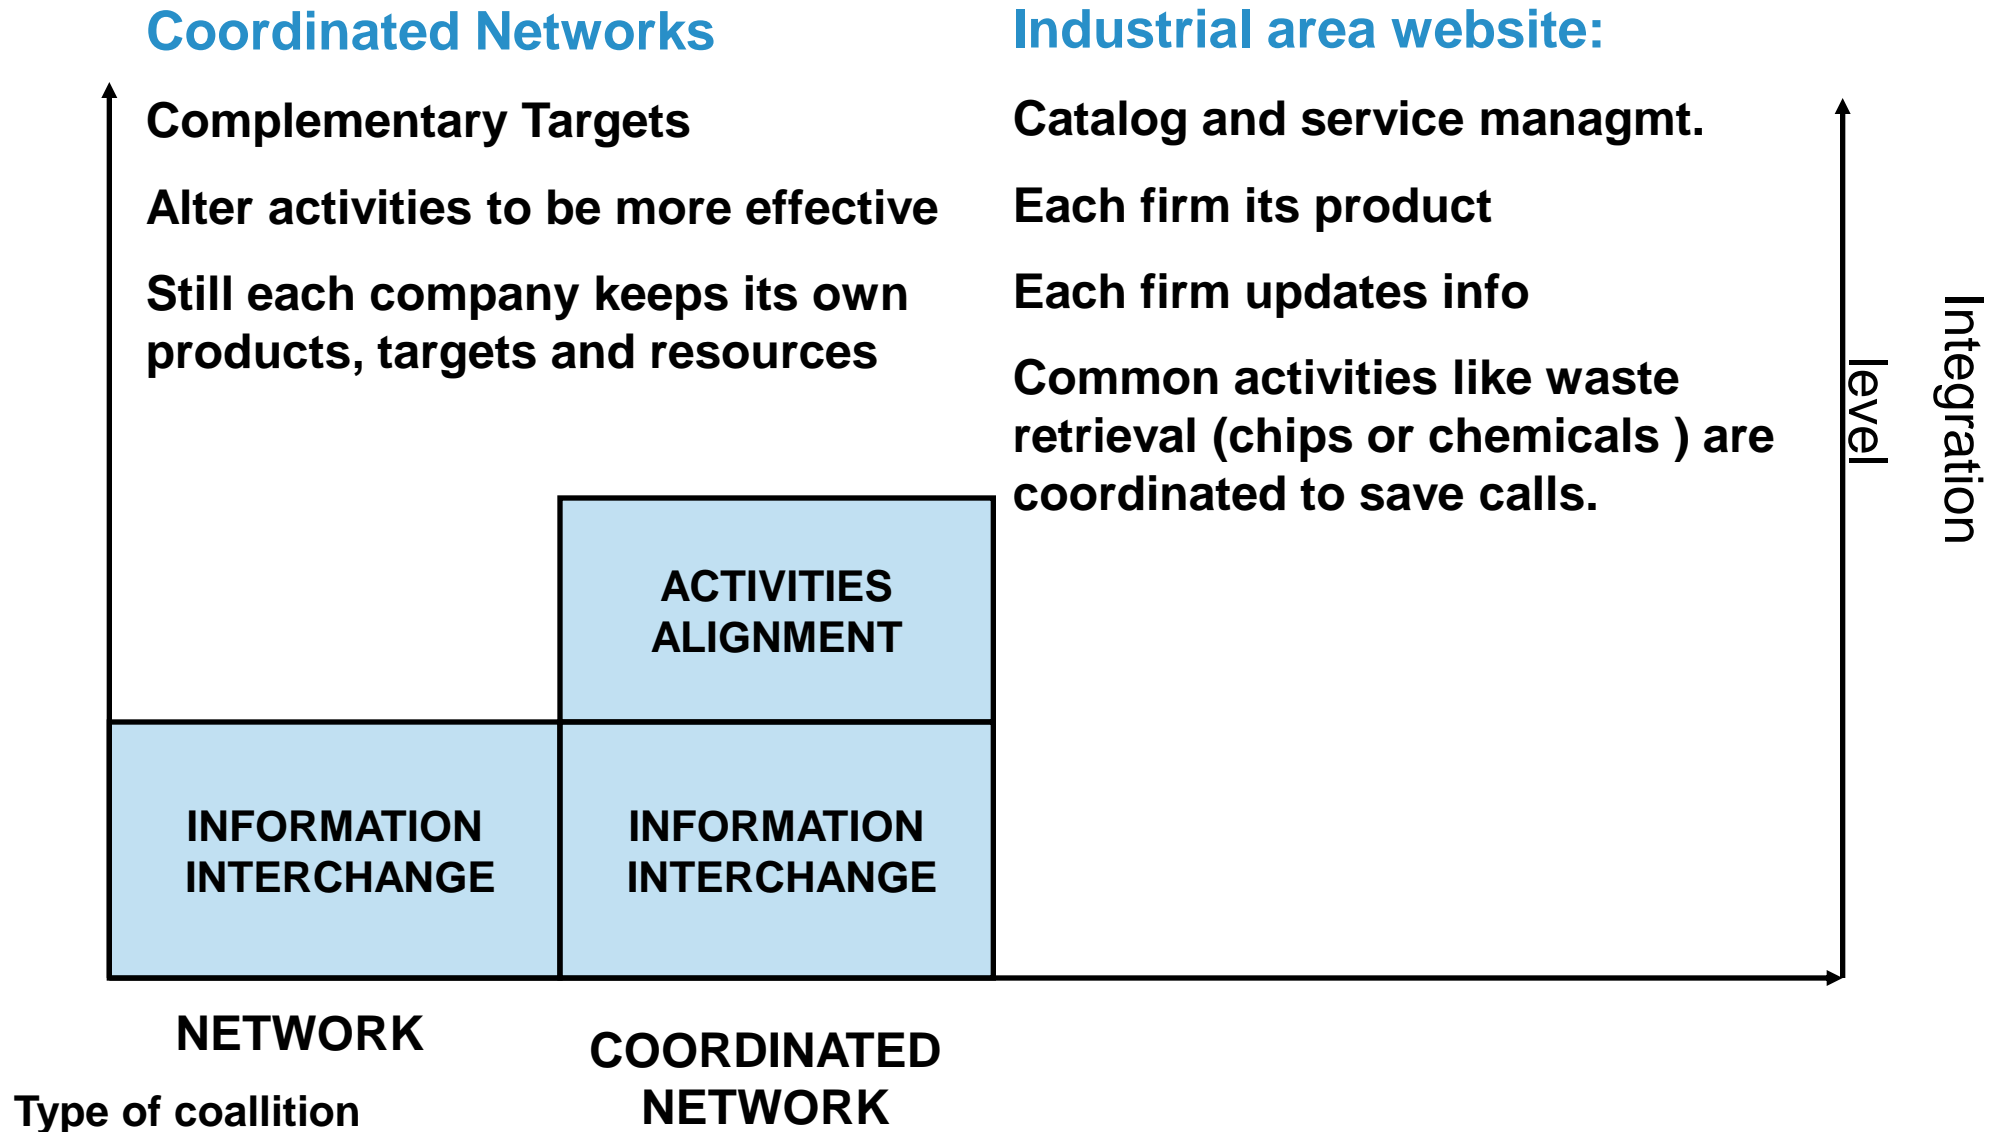 Coordinated Networks
Complementary Targets
Alter activities to be more effective
Still each company keeps its own
products, targets and resources
Industrial area website:
Catalog and service managmt.
Each firm its product
Each firm updates info
Common activities like waste
retrieval (chips or chemicals ) are
coordinated to save calls.
Integration
level
ACTIVITIES
ALIGNMENT
INFORMATION
INTERCHANGE
INFORMATION
INTERCHANGE
NETWORK
COORDINATED
NETWORK
Type of coallition